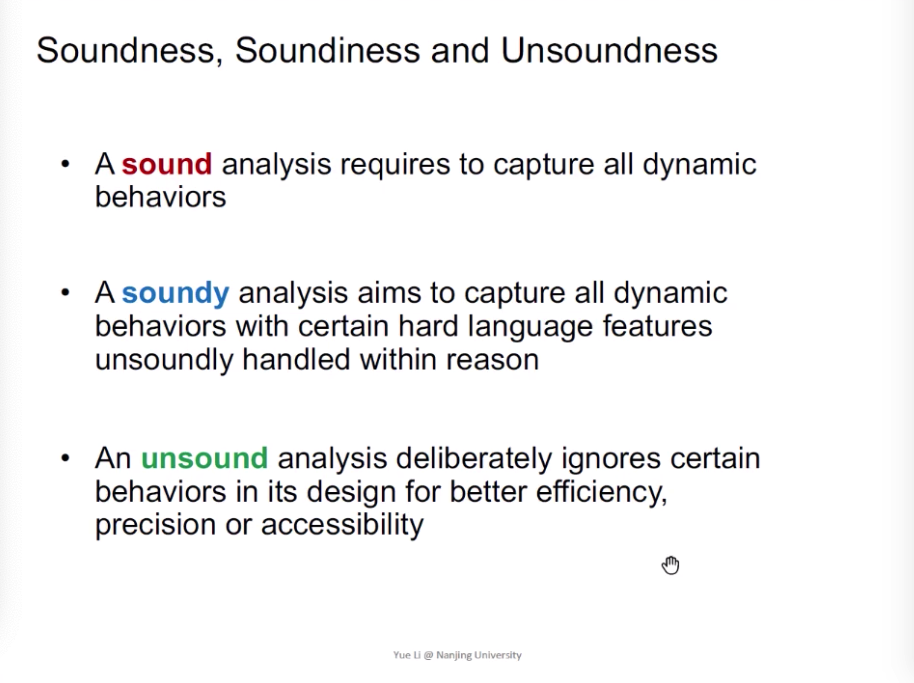 Soundness, Soundiness and Unsoundness
• A sound analysis requires to capture all dynamic
behaviors
• A soundy analysis aims to capture all dynamic
behaviors with certain hard language features
unsoundly handled within reason
• An unsound analysis deliberately ignores certain
behaviors in its design for better efficiency,
precision or accessibility
Yue Li @ Nanjing University